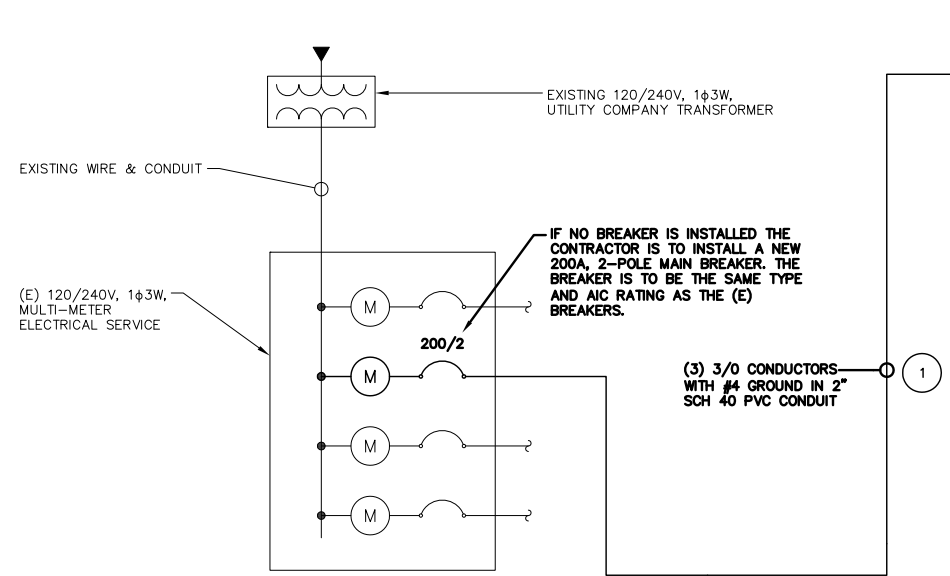 EXISTING 120/240V, 1ϕ3W,
UTILITY COMPANY TRANSFORMER
EXISTING WIRE & CONDUIT
IF NO BREAKER IS INSTALLED THE
CONTRACTOR IS TO INSTALL A NEW
200A, 2-POLE MAIN BREAKER. THE
BREAKER IS TO BE THE SAME TYPE
AND AIC RATING AS THE (E)
BREAKERS.
(E) 120/240V, 1ϕ3W,
MULTI-METER
ELECTRICAL SERVICE
M
200/2
M
(3) 3/0 CONDUCTORS
WITH #4 GROUND IN 2"
SCH 40 PVC CONDUIT
1
M
M